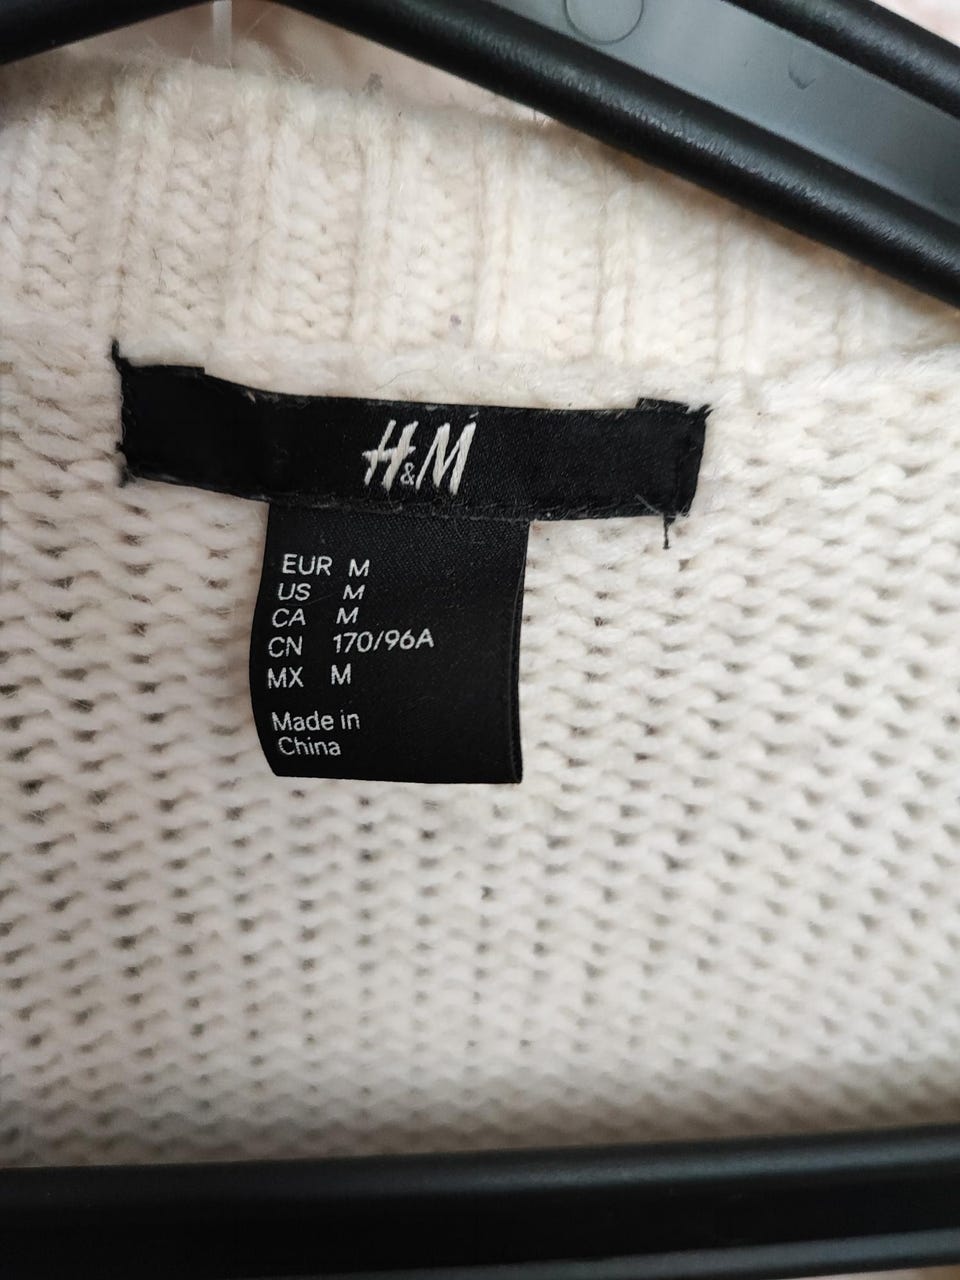 H&M
EUR M
US M
CA M
CN 170/96A
MX M
Made in
China